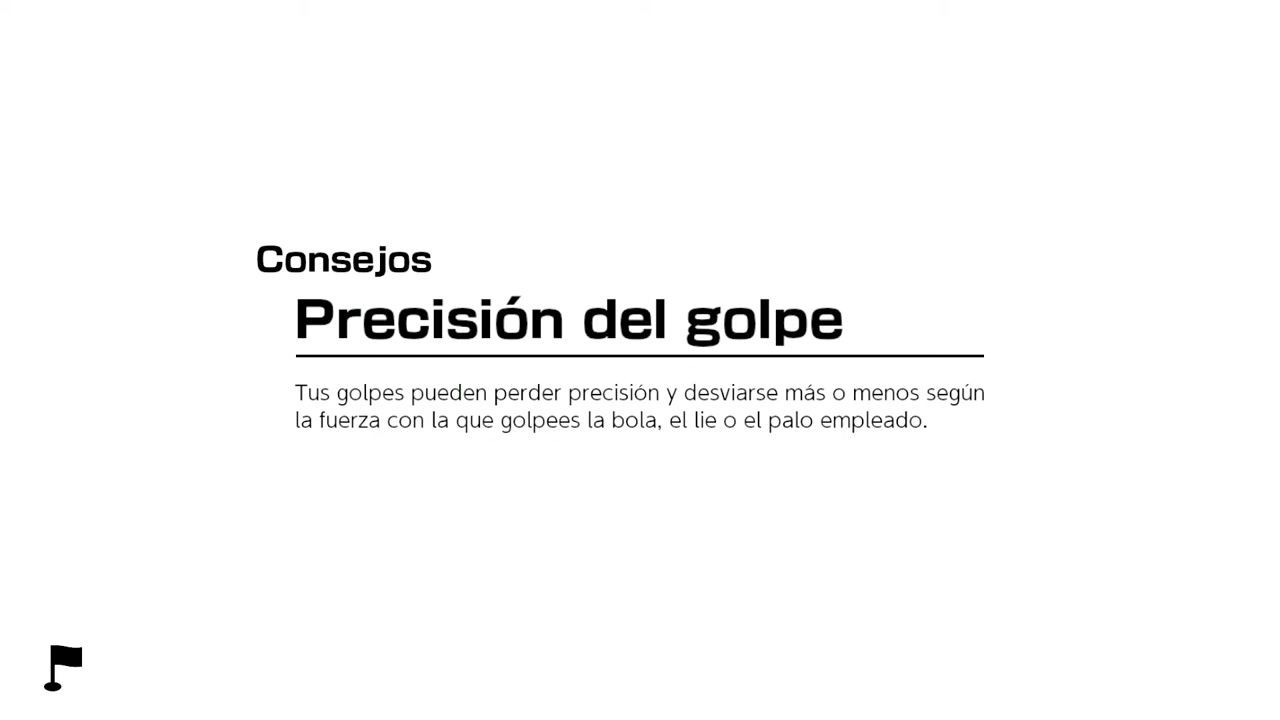 Consejos
Precisión del golpe
Tus golpes pueden perder precisión y desviarse más o menos según
la fuerza con la que golpees la bola, el lie o el palo empleado.